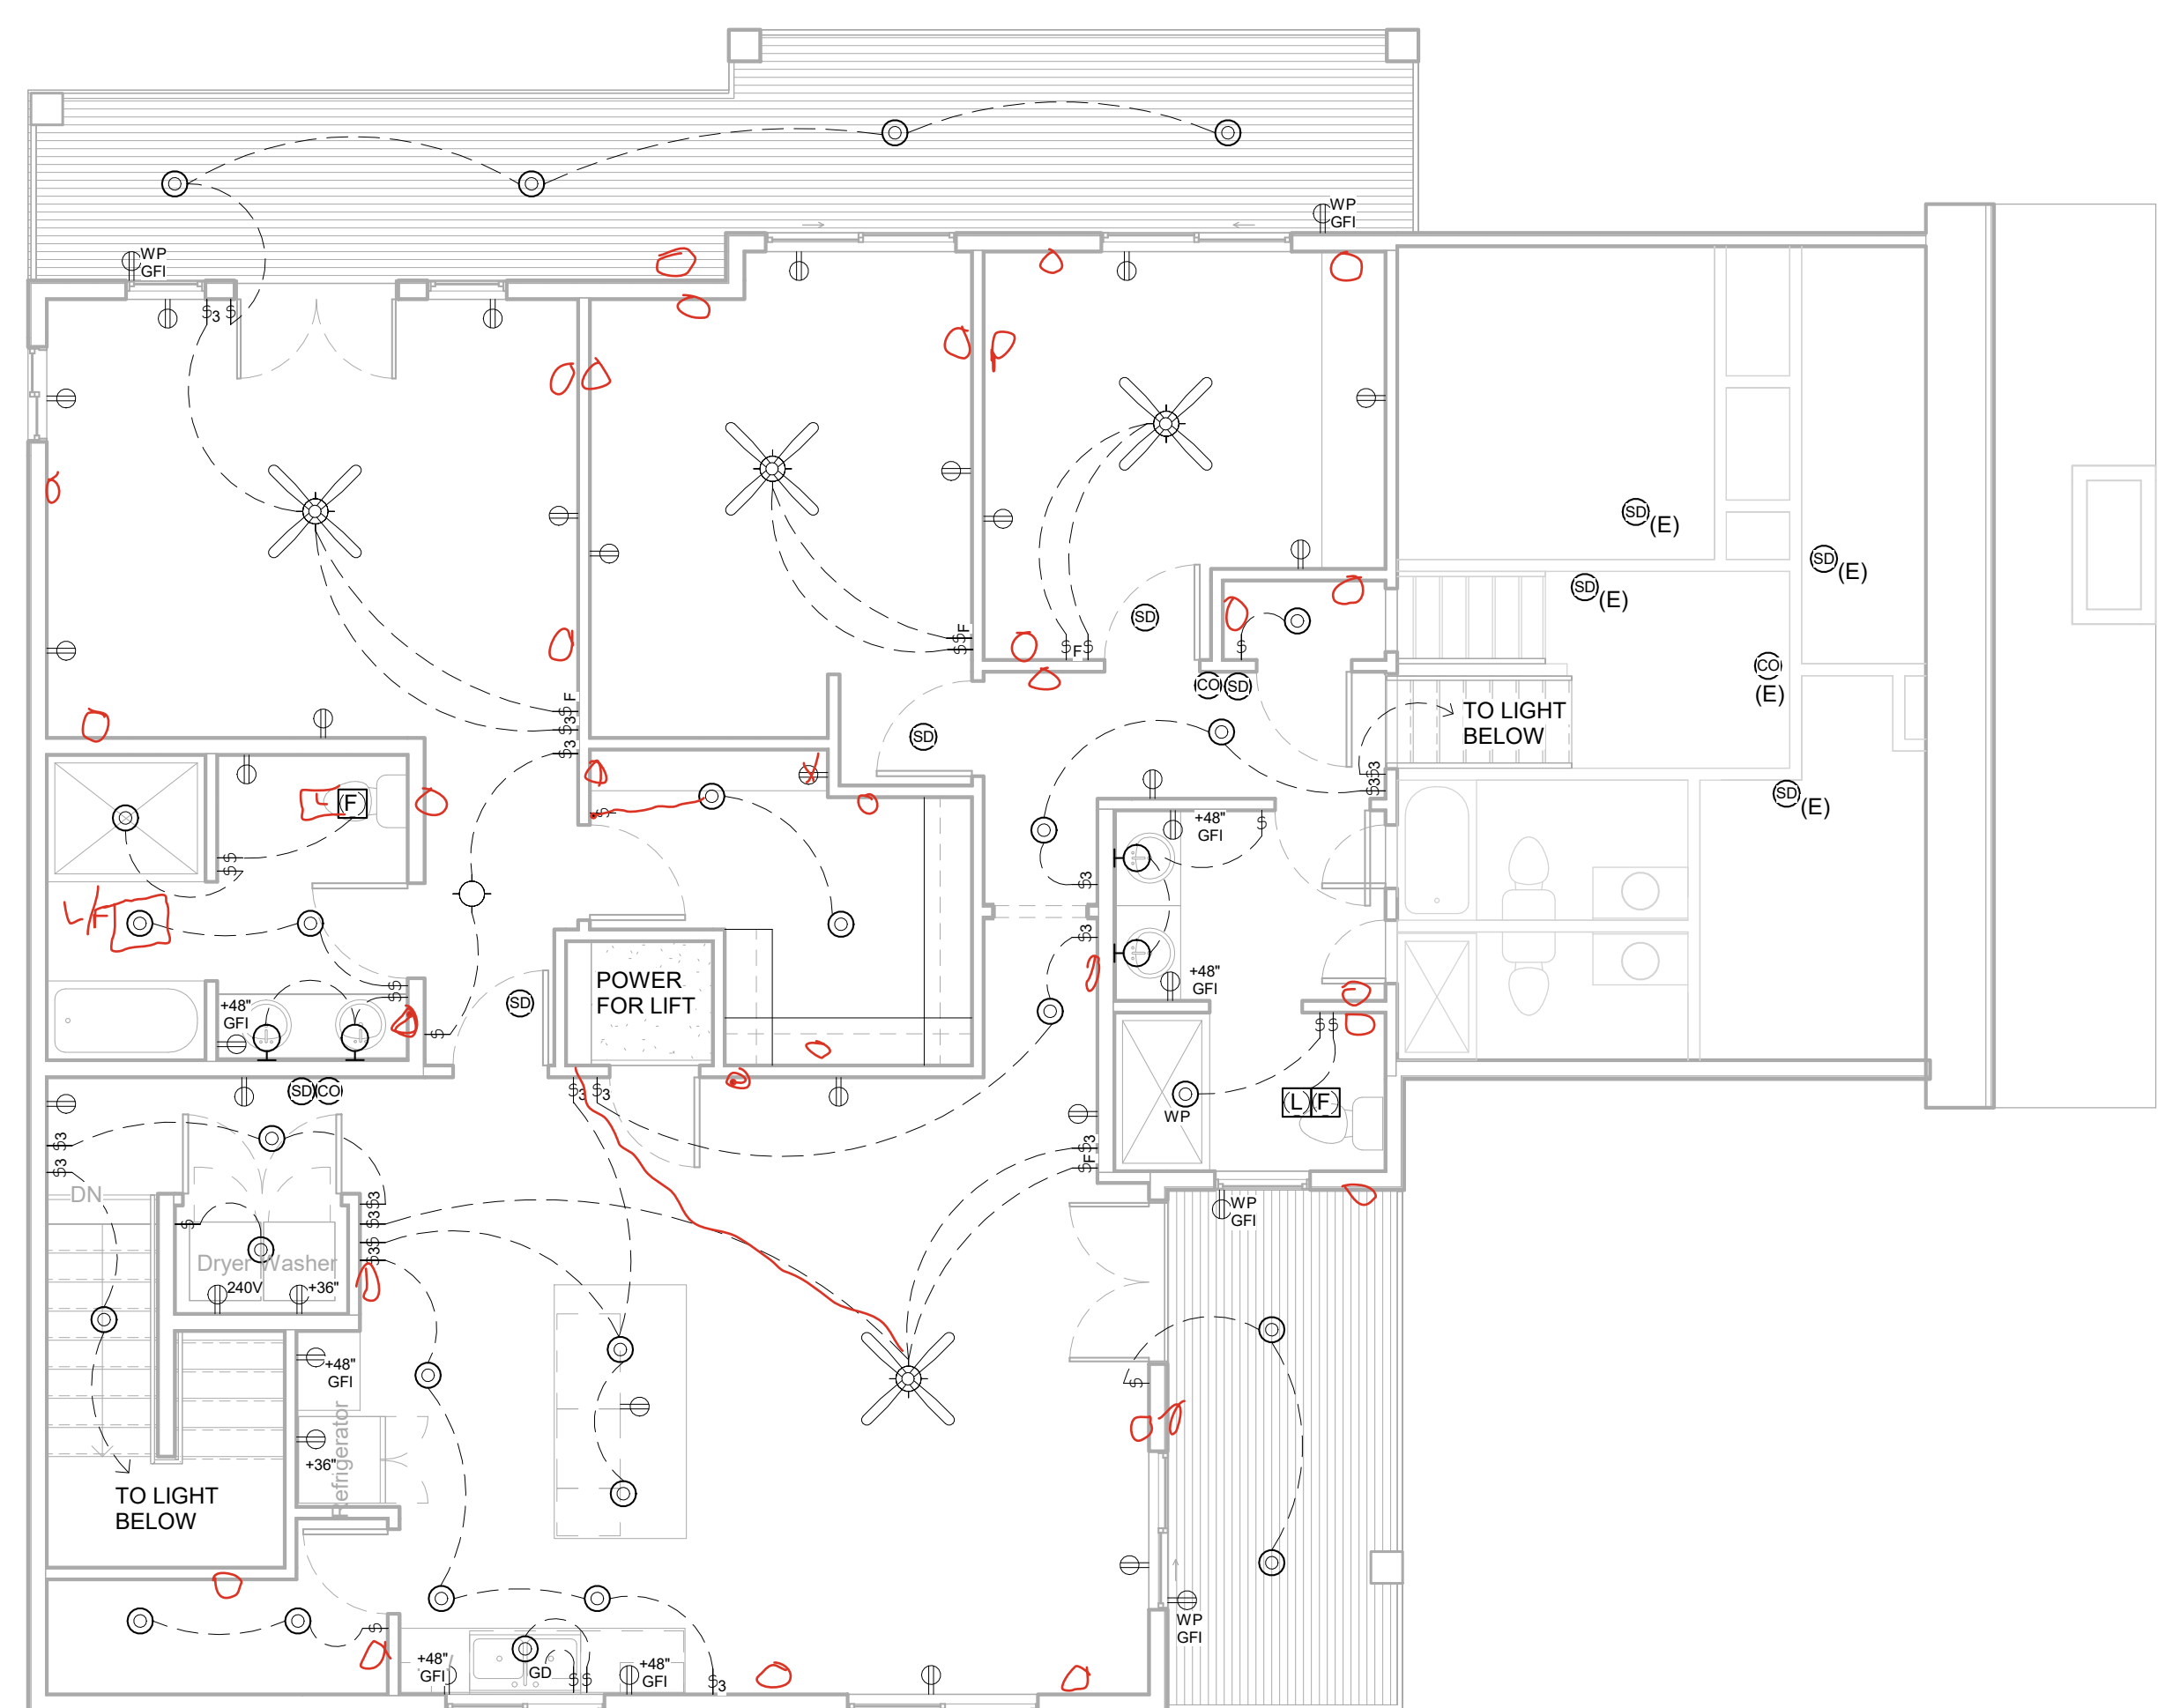 WP
GFI
WP
GFI
$3 $
SD (E)
SD (E)
SD (E)
$F
$
$ F $
SD
$
CO SD
CO
(E)
$F
$3
$3
TO LIGHT
BELOW
SD
$3
$3
SD (E)
L F
$
+48"
GFI
$
$
$
$3
L/F
$3
+48"
GFI
POWER
FOR LIFT
$
$
+48"
GFI
SD
$
$ $
SD CO
$3 $3
L F
WP
$3
$3
$3
$F
DN
$3
$3
$
$
$3
WP
GFI
Dryer Washer
240V
+36"
+48"
GFI
$
Refrigerator
+36"
TO LIGHT
BELOW
WP
GFI
$
+48"
GFI
GD
$ $
+48"
GFI
$3